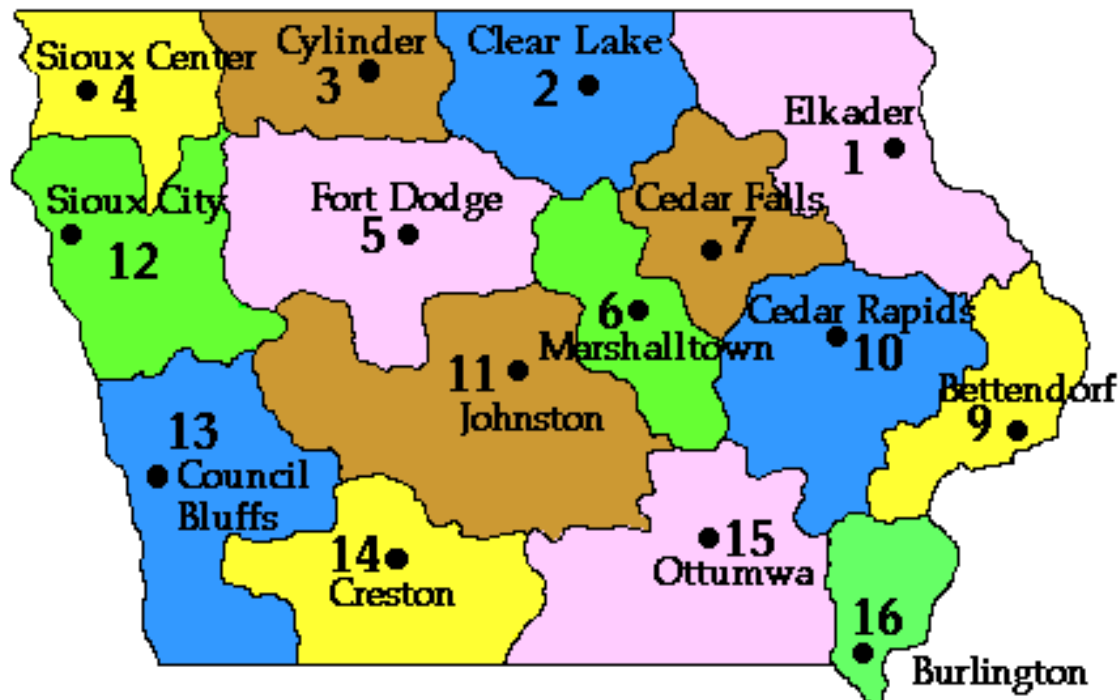 Sioux Center
4
Cylinder
3
Clear Lake
2
Elkader
1
Sioux City
12
Fort Dodge
5
Cedar Falls
7
6
Marshalltown
Cedar Rapids
10
11
Johnston
Bettendorf
9
13
Council
Bluffs
14
Creston
15
Ottumwa
16
Burlington